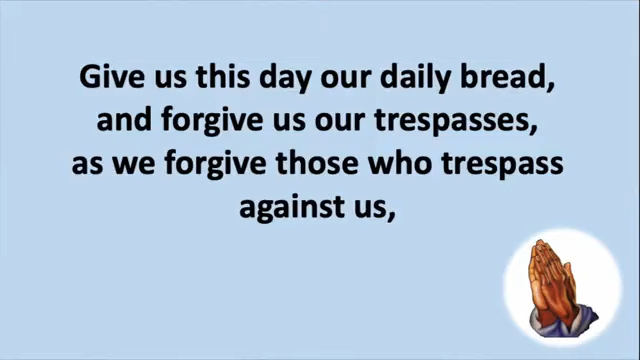 Give us this day our daily bread,
and forgive us our trespasses,
as we forgive those who trespass
against us,